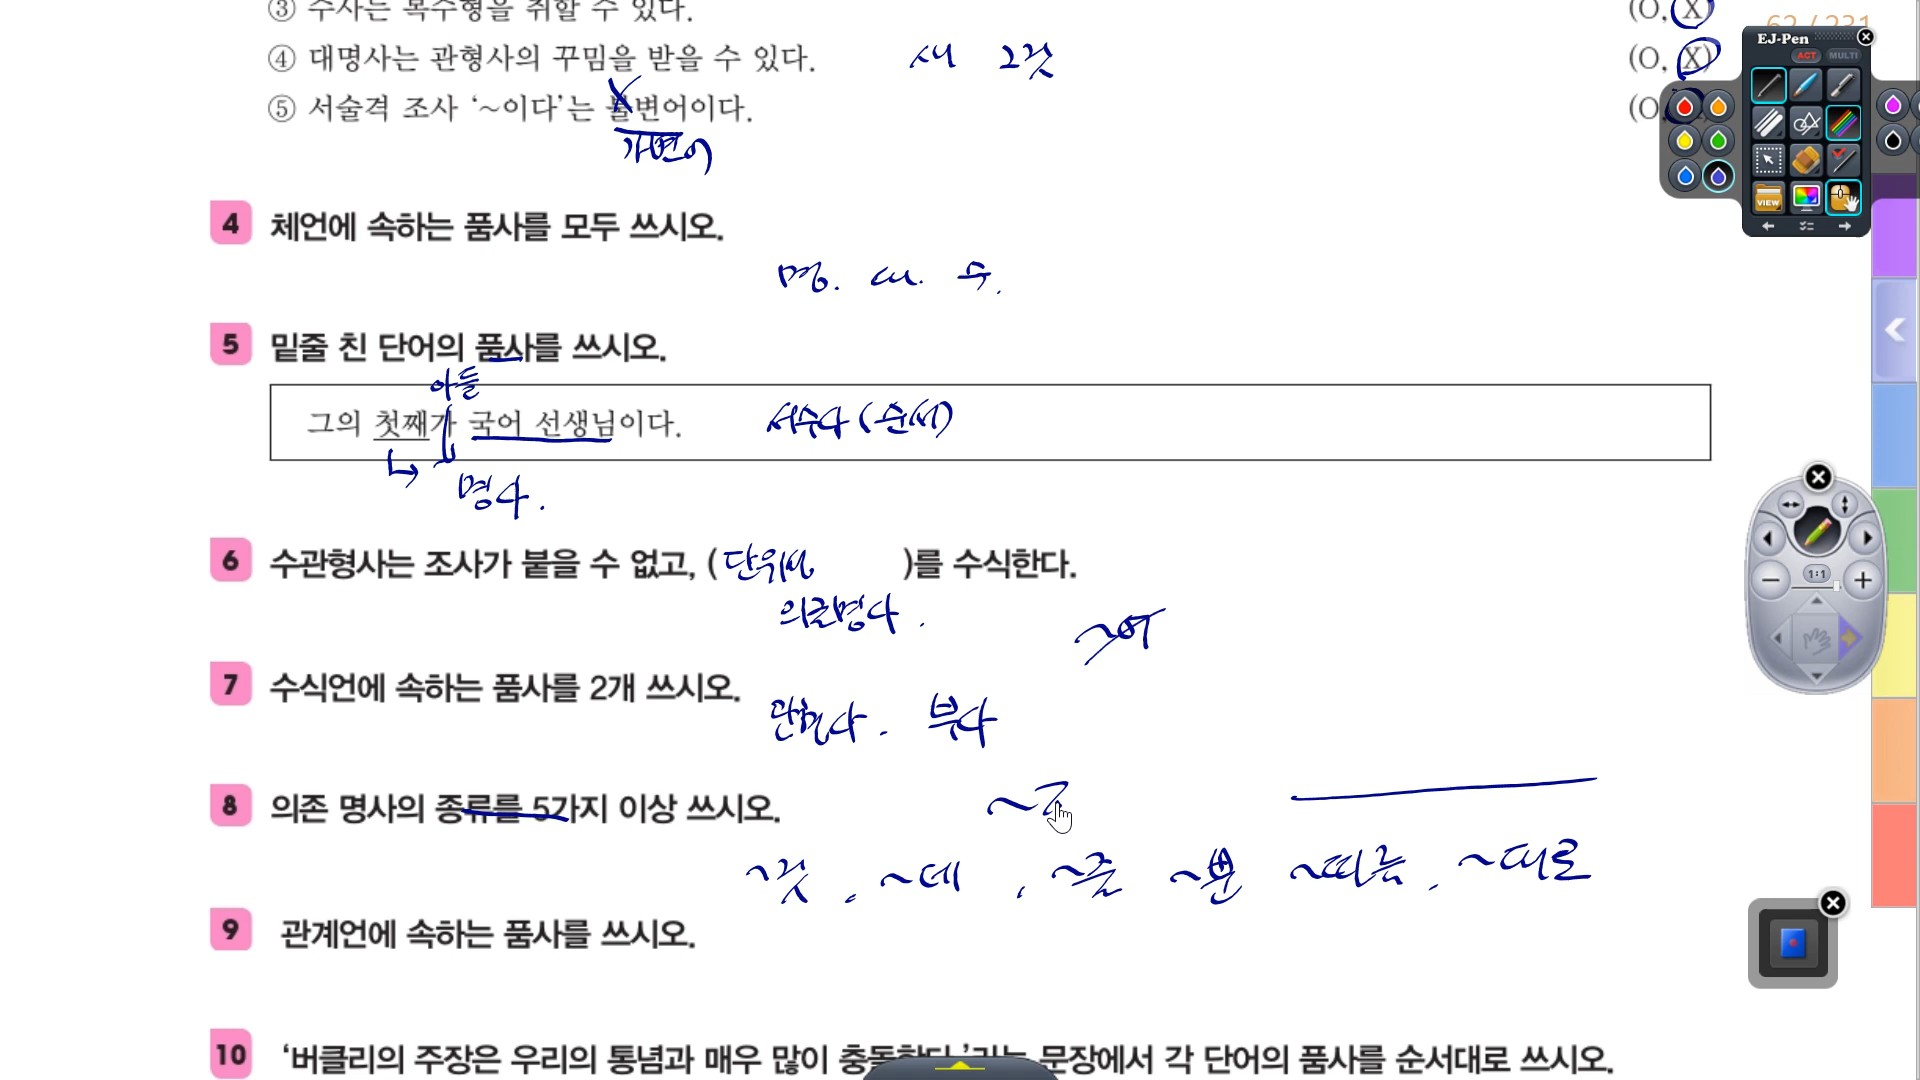 ③ 수사는 복수형을 취할 수 있다. (O, X)
62 / 231
④ 대명사는 관형사의 꾸밈을 받을 수 있다. 새 그것 (O, X)
⑤ 서술격 조사 '~이다'는 불변어이다. (O,
가변어
4 체언에 속하는 품사를 모두 쓰시오.
명. 대. 수.
5 밑줄 친 단어의 품사를 쓰시오.
아들
그의 첫째가 국어 선생님이다. 서수사 (순서)
명사.
6 수관형사는 조사가 붙을 수 없고, (단위성 )를 수식한다.
의존명사.
7 수식언에 속하는 품사를 2개 쓰시오.
관형사. 부사
8 의존 명사의 종류를 5가지 이상 쓰시오.
~것, ~데, ~줄 ~뿐 ~따름, ~대로
9 관계언에 속하는 품사를 쓰시오.
10 '버클리의 주장은 우리의 통념과 매우 많이 충돌한다.'라는 문장에서 각 단어의 품사를 순서대로 쓰시오.
EJ-Pen
ACT MULTI
VIEW
1:1